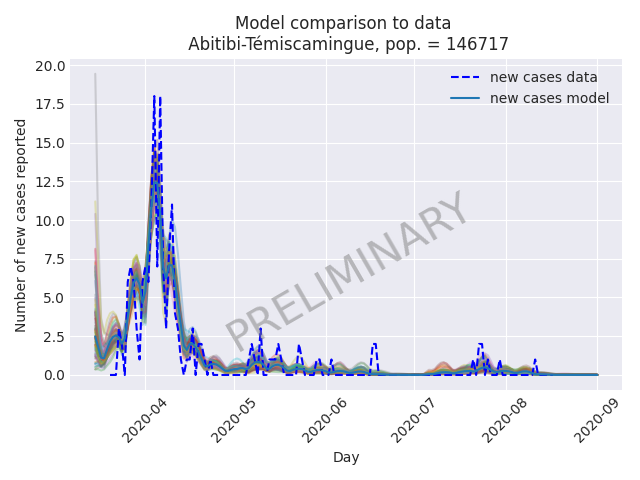 Model comparison to data
Abitibi-Témiscamingue, pop. = 146717
new cases data
new cases model
Number of new cases reported
20.0
17.5
15.0
12.5
10.0
7.5
5.0
2.5
0.0
PRELIMINARY
2020-04
2020-05
2020-06
2020-07
2020-08
2020-09
Day